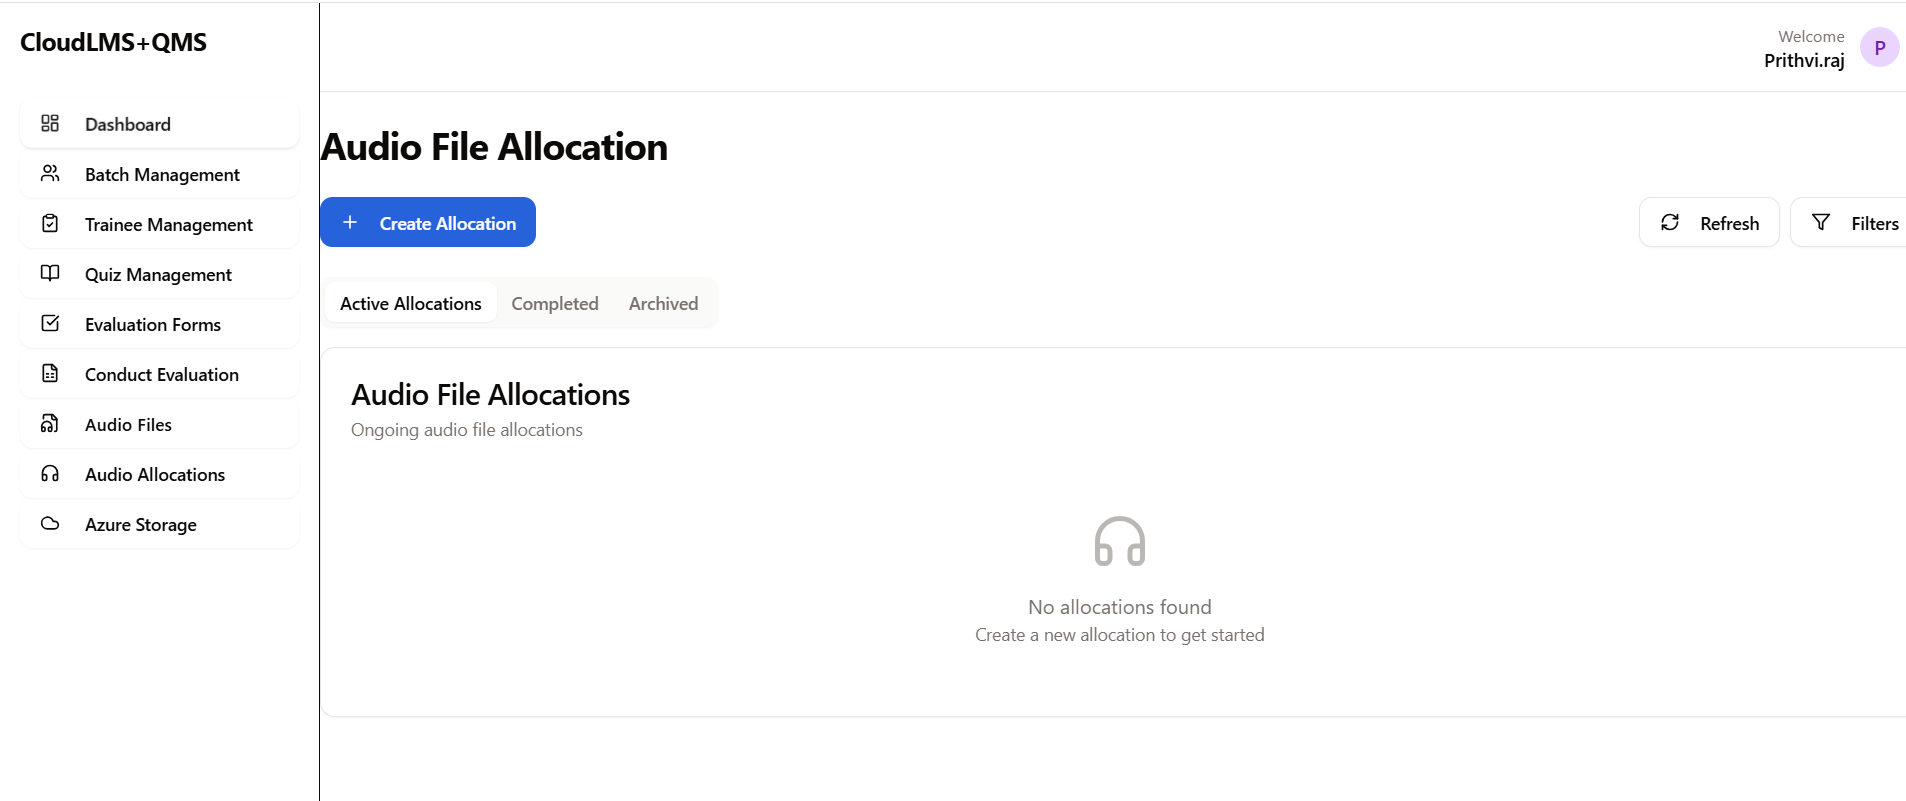 CloudLMS+QMS
Welcome
Prithvi.raj
P
Dashboard
Batch Management
Trainee Management
Quiz Management
Evaluation Forms
Conduct Evaluation
Audio Files
Audio Allocations
Azure Storage
Audio File Allocation
Create Allocation
Refresh
Filters
Active Allocations Completed Archived
Audio File Allocations
Ongoing audio file allocations
No allocations found
Create a new allocation to get started